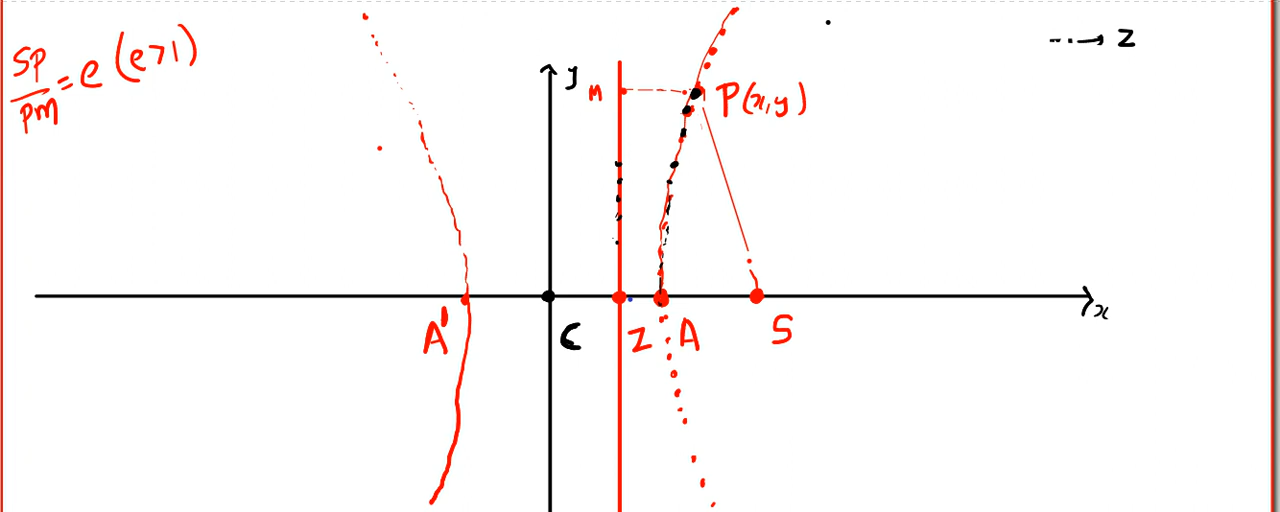 SP/PM = e (e>1)
y
z
M
P(x,y)
x
A'
C
Z
A
S